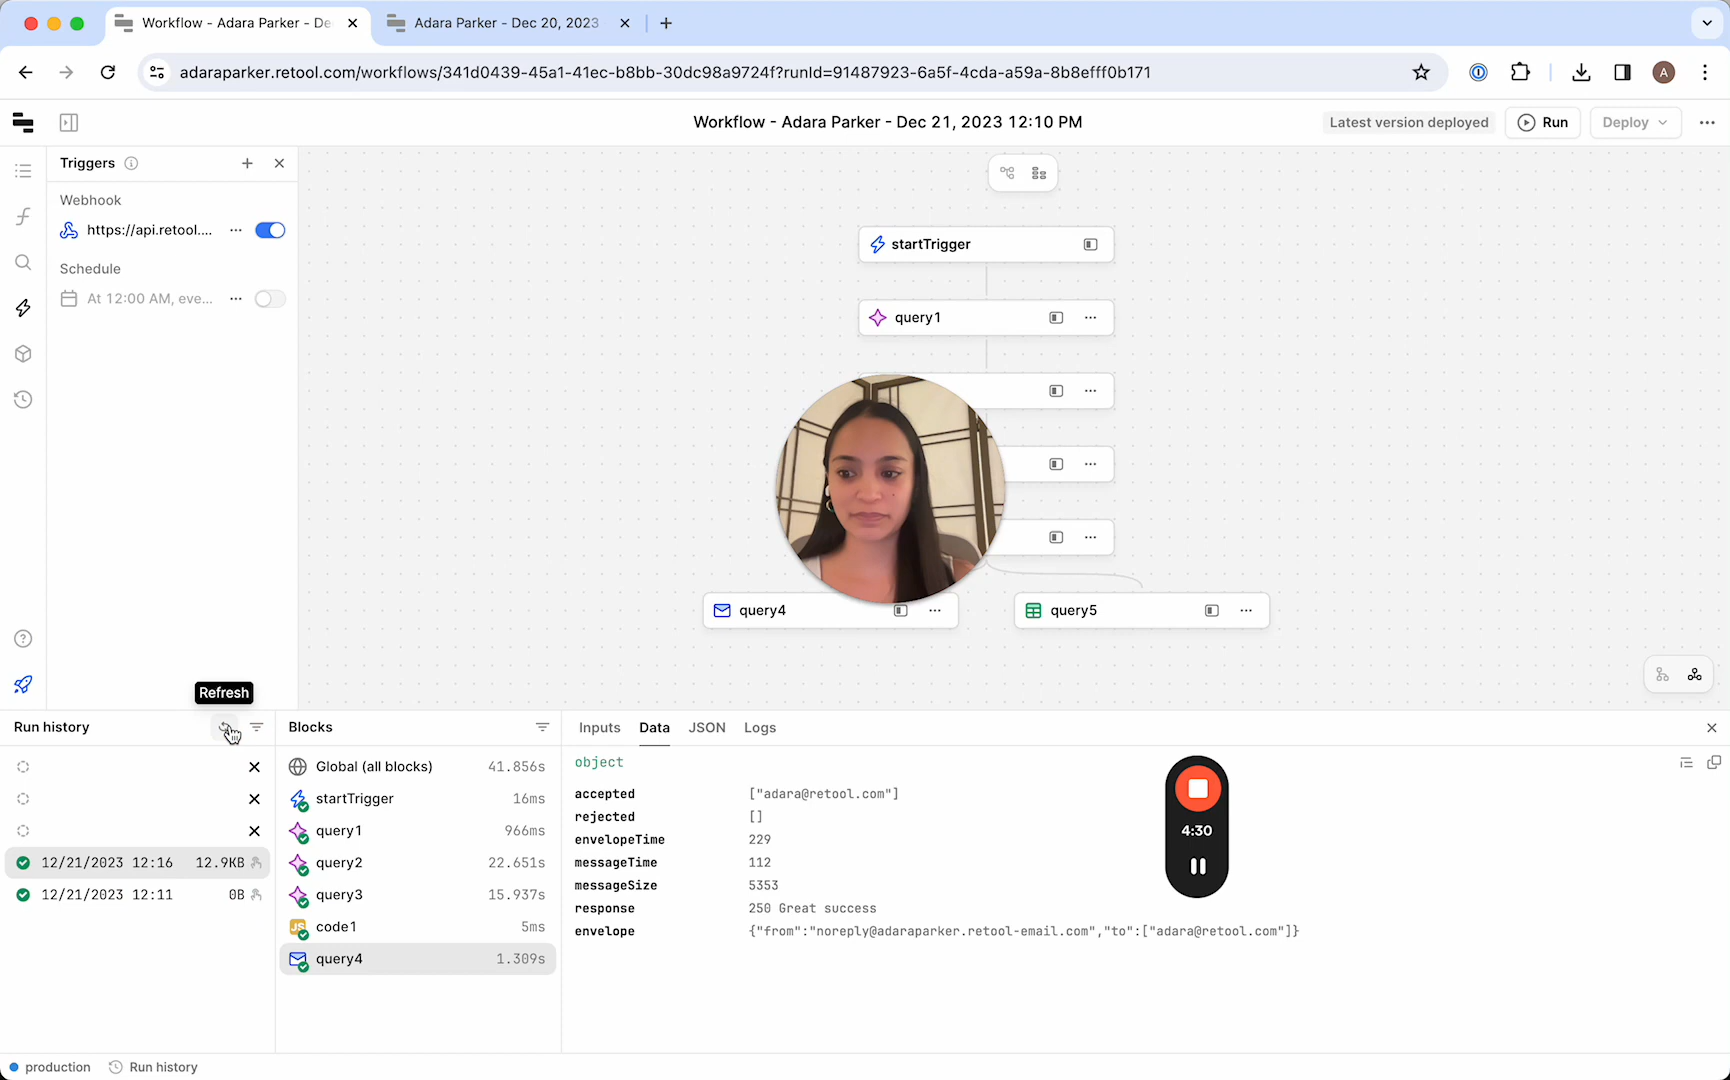 Workflow - Adara Parker - De
Adara Parker - Dec 20, 2023
adaraparker.retool.com/workflows/341d0439-45a1-41ec-b8bb-30dc98a9724f?runId=91487923-6a5f-4cda-a59a-8b8efff0b171
A
Workflow - Adara Parker - Dec 21, 2023 12:10 PM
Latest version deployed
Run
Deploy
Triggers
Webhook
https://api.retool....
Schedule
At 12:00 AM, eve...
startTrigger
query1
query4
query5
Refresh
Run history
12/21/2023 12:16 12.9KB
12/21/2023 12:11 0B
Blocks
Global (all blocks) 41.856s
startTrigger 16ms
query1 966ms
query2 22.651s
query3 15.937s
JS code1 5ms
query4 1.309s
Inputs Data JSON Logs
object
accepted ["adara@retool.com"]
rejected []
envelopeTime 229
messageTime 112
messageSize 5353
response 250 Great success
envelope {"from":"noreply@adaraparker.retool-email.com","to":["adara@retool.com"]}
4:30
production
Run history